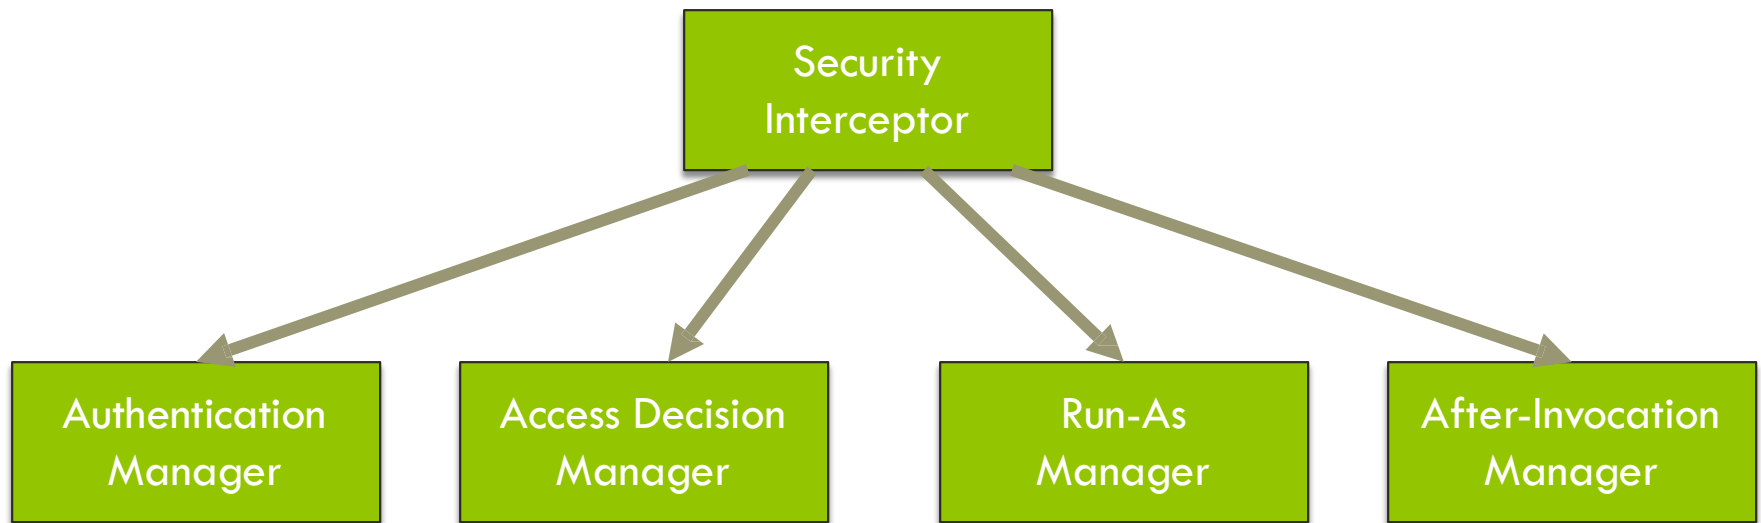 Security
Interceptor
Authentication
Manager
Access Decision
Manager
Run-As
Manager
After-Invocation
Manager